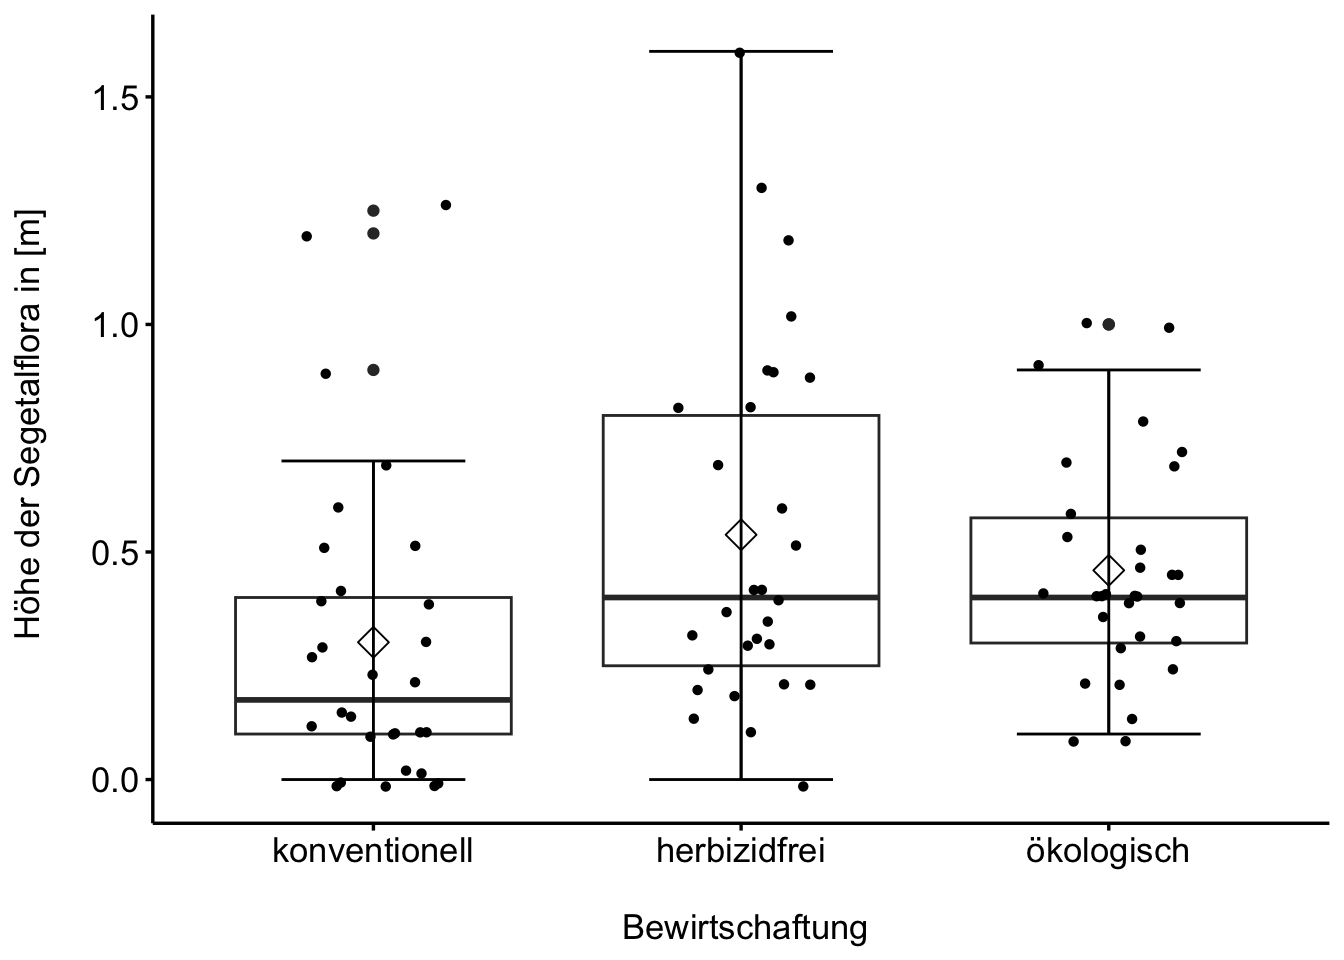 Höhe der Segetalflora in [m]
1.5
1.0
0.5
0.0
konventionell herbizidfrei ökologisch
Bewirtschaftung